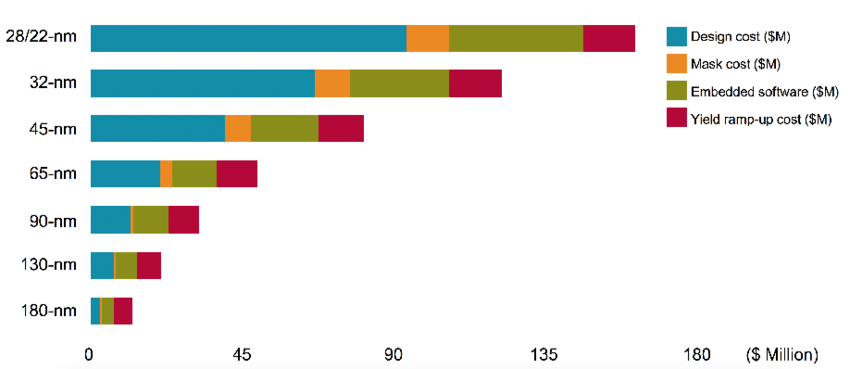 28/22-nm
32-nm
45-nm
65-nm
90-nm
130-nm
180-nm
0 45 90 135 180 ($ Million)
Design cost ($M)
Mask cost ($M)
Embedded software ($M)
Yield ramp-up cost ($M)